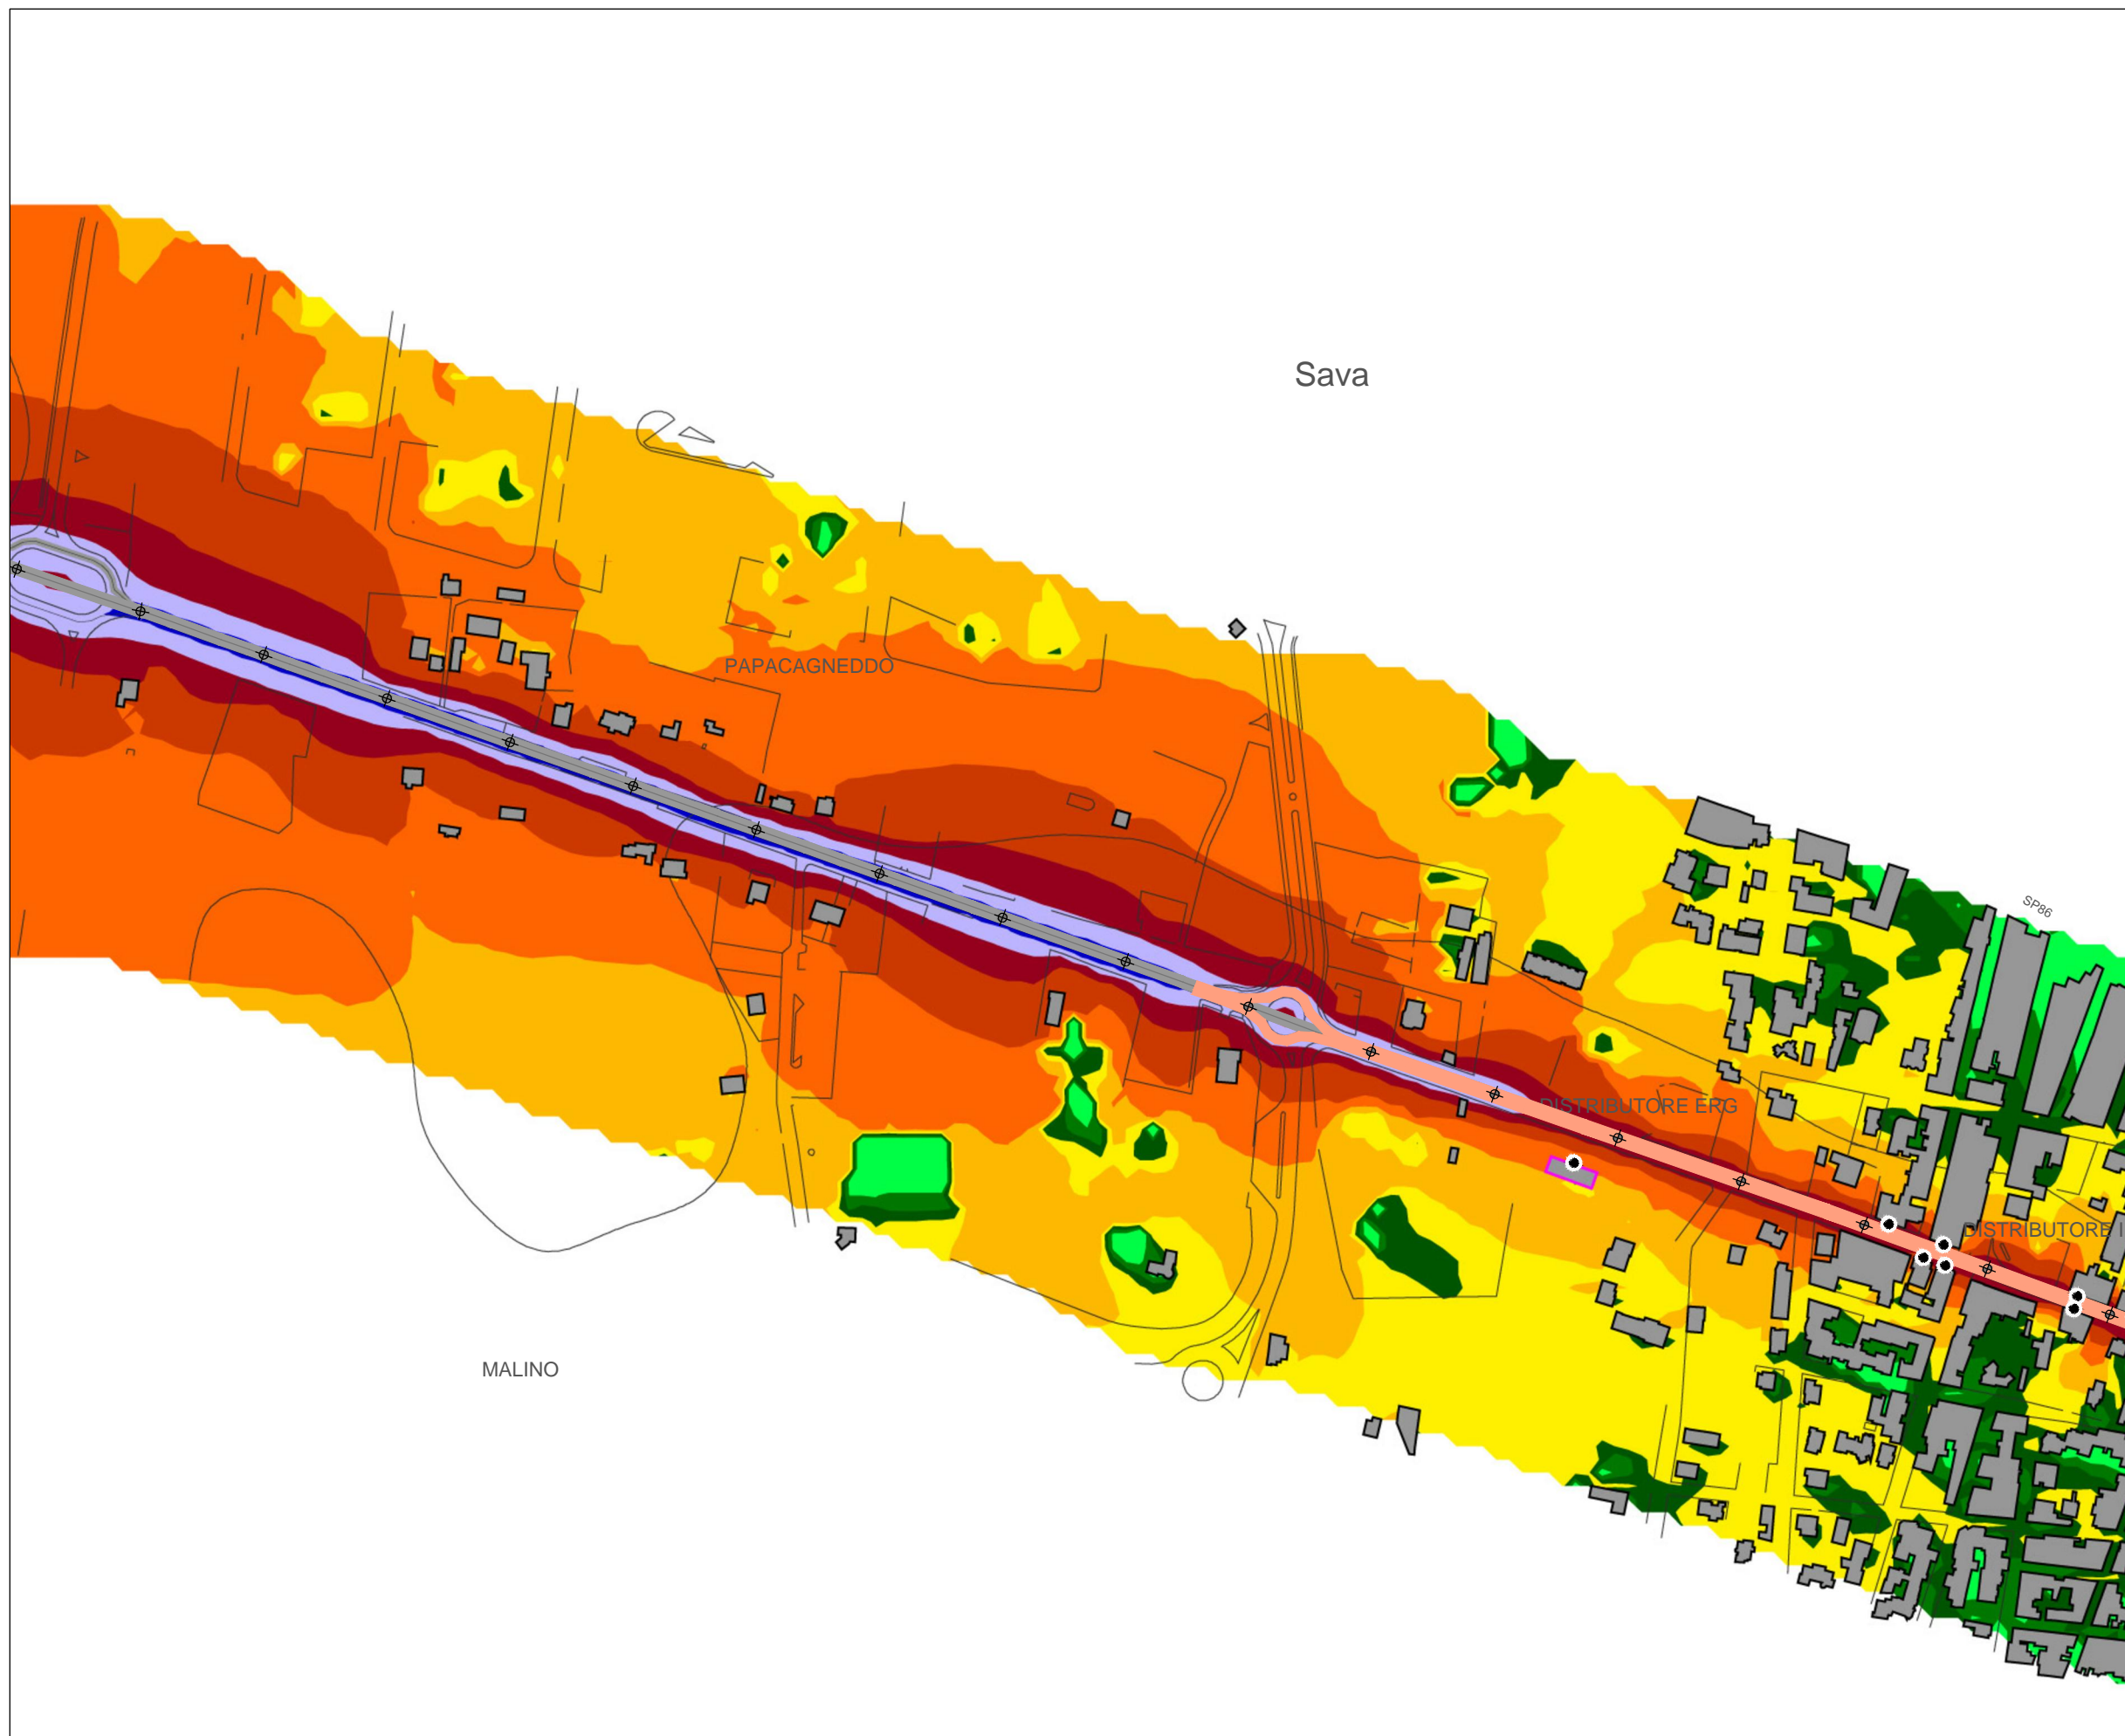 Sava
PAPACAGNEDDO
SP86
DISTRIBUTORE ERG
DISTRIBUTORE I
MALINO